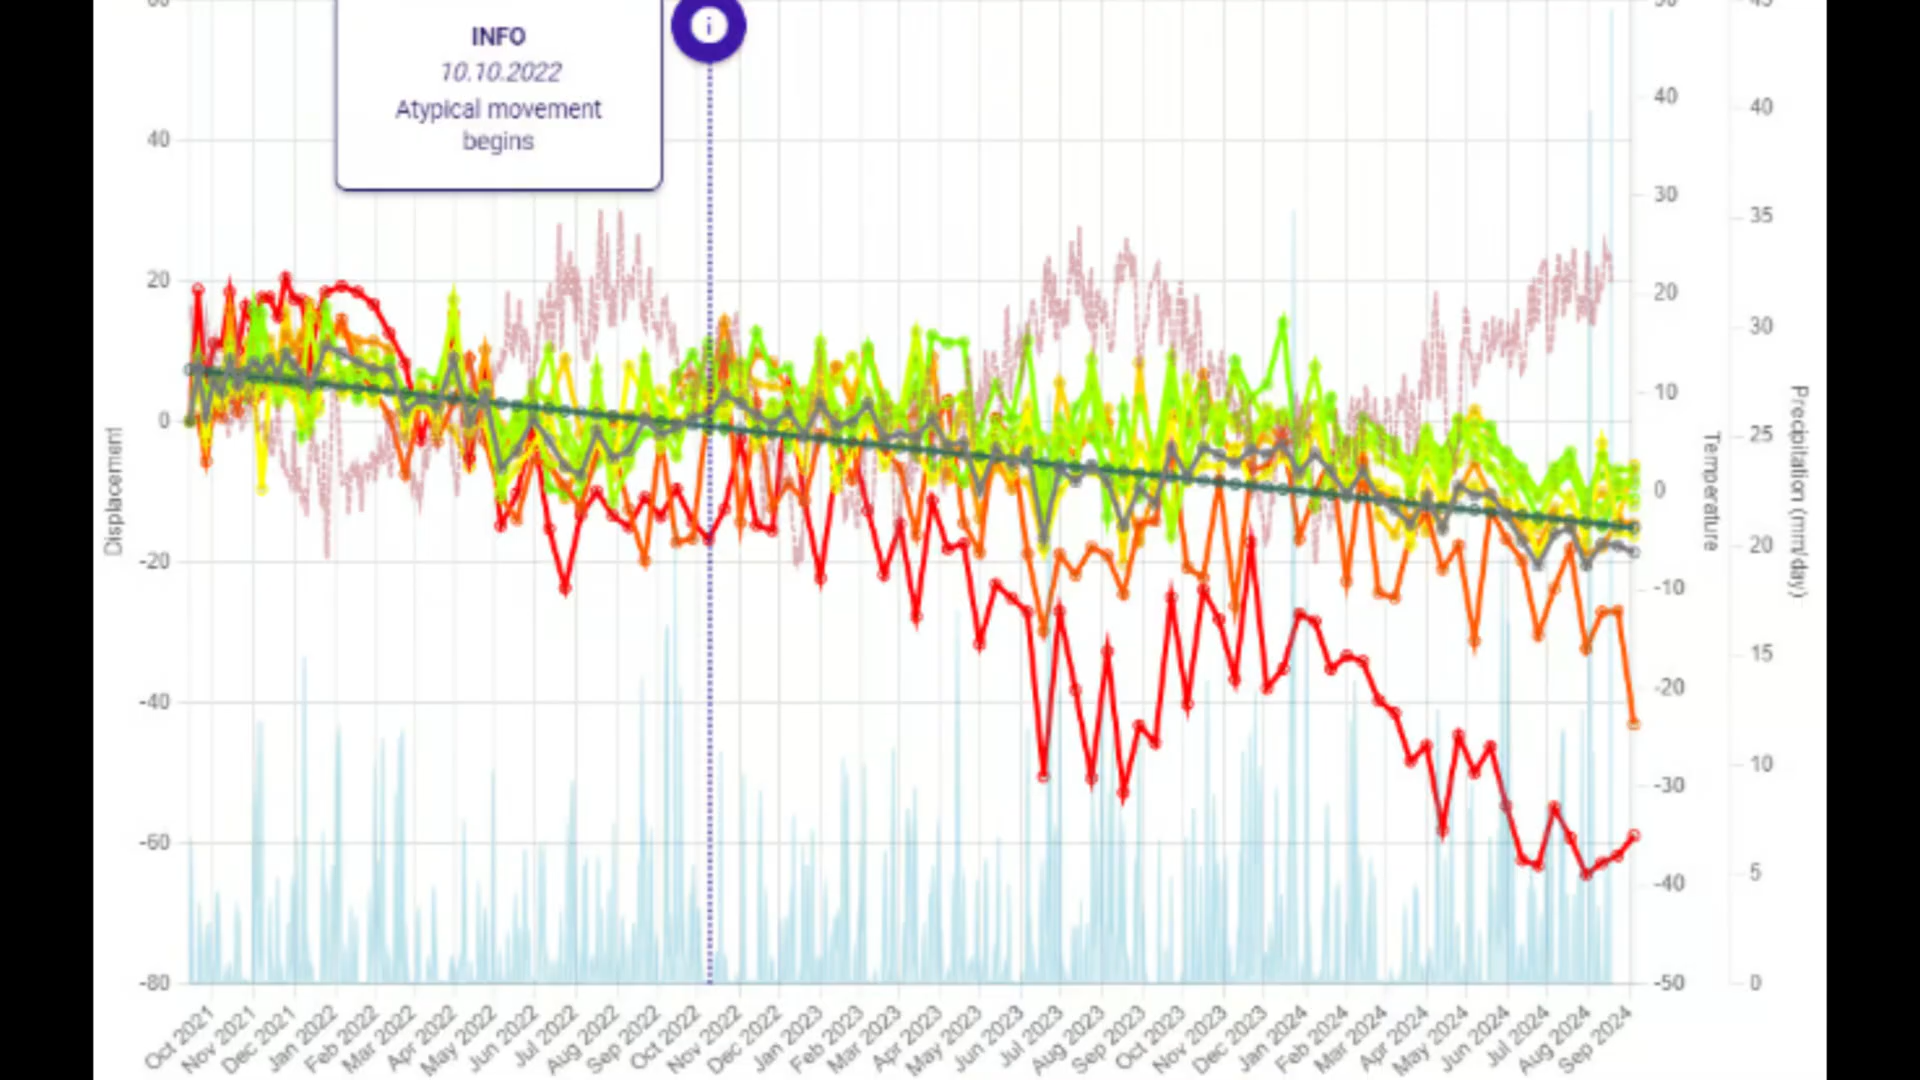 60
INFO
10.10.2022
Atypical movement
begins
i
50
45
40
20
0
-20
-40
-60
-80
Displacement
40
30
20
10
0
-10
-20
-30
-40
-50
Temperature
40
35
30
25
20
15
10
5
0
Precipitation (mm/day)
Oct 2021
Nov 2021
Dec 2021
Jan 2022
Feb 2022
Mar 2022
Apr 2022
May 2022
Jun 2022
Jul 2022
Aug 2022
Sep 2022
Oct 2022
Nov 2022
Dec 2022
Jan 2023
Feb 2023
Mar 2023
Apr 2023
May 2023
Jun 2023
Jul 2023
Aug 2023
Sep 2023
Oct 2023
Nov 2023
Dec 2023
Jan 2024
Feb 2024
Mar 2024
Apr 2024
May 2024
Jun 2024
Jul 2024
Aug 2024
Sep 2024